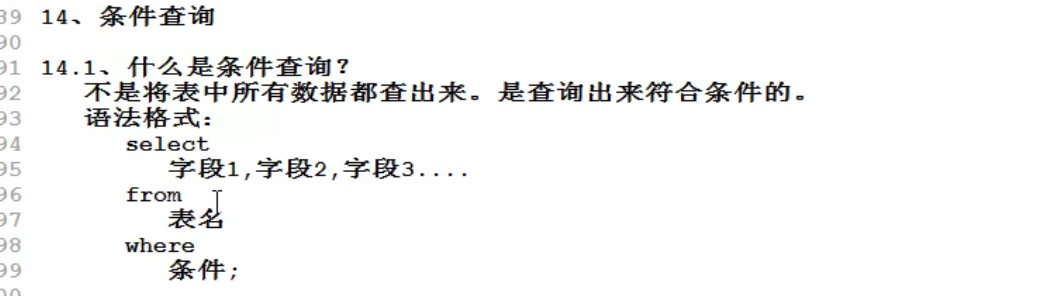 89 14、条件查询
90
91 14.1、什么是条件查询？
92 不是将表中所有数据都查出来。是查询出来符合条件的。
93 语法格式：
94 select
95 字段1,字段2,字段3....
96 from
97 表名
98 where
99 条件;